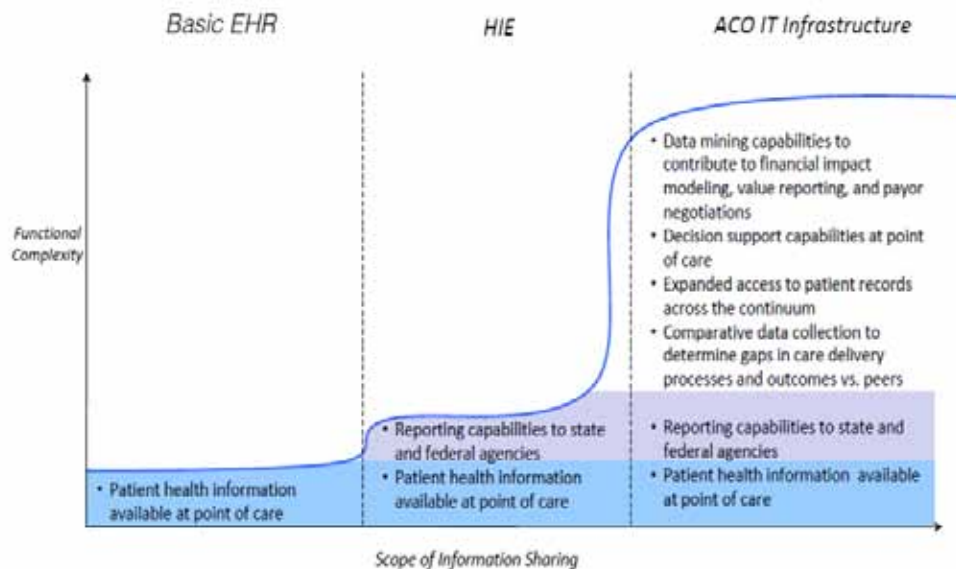 Basic EHR
HIE
ACO IT Infrastructure
Functional
Complexity
• Patient health information
available at point of care
• Reporting capabilities to state
and federal agencies
• Patient health information
available at point of care
• Data mining capabilities to
contribute to financial impact
modeling, value reporting, and payor
negotiations
• Decision support capabilities at point
of care
• Expanded access to patient records
across the continuum
• Comparative data collection to
determine gaps in care delivery
processes and outcomes vs. peers
• Reporting capabilities to state and
federal agencies
• Patient health information available
at point of care
Scope of Information Sharing